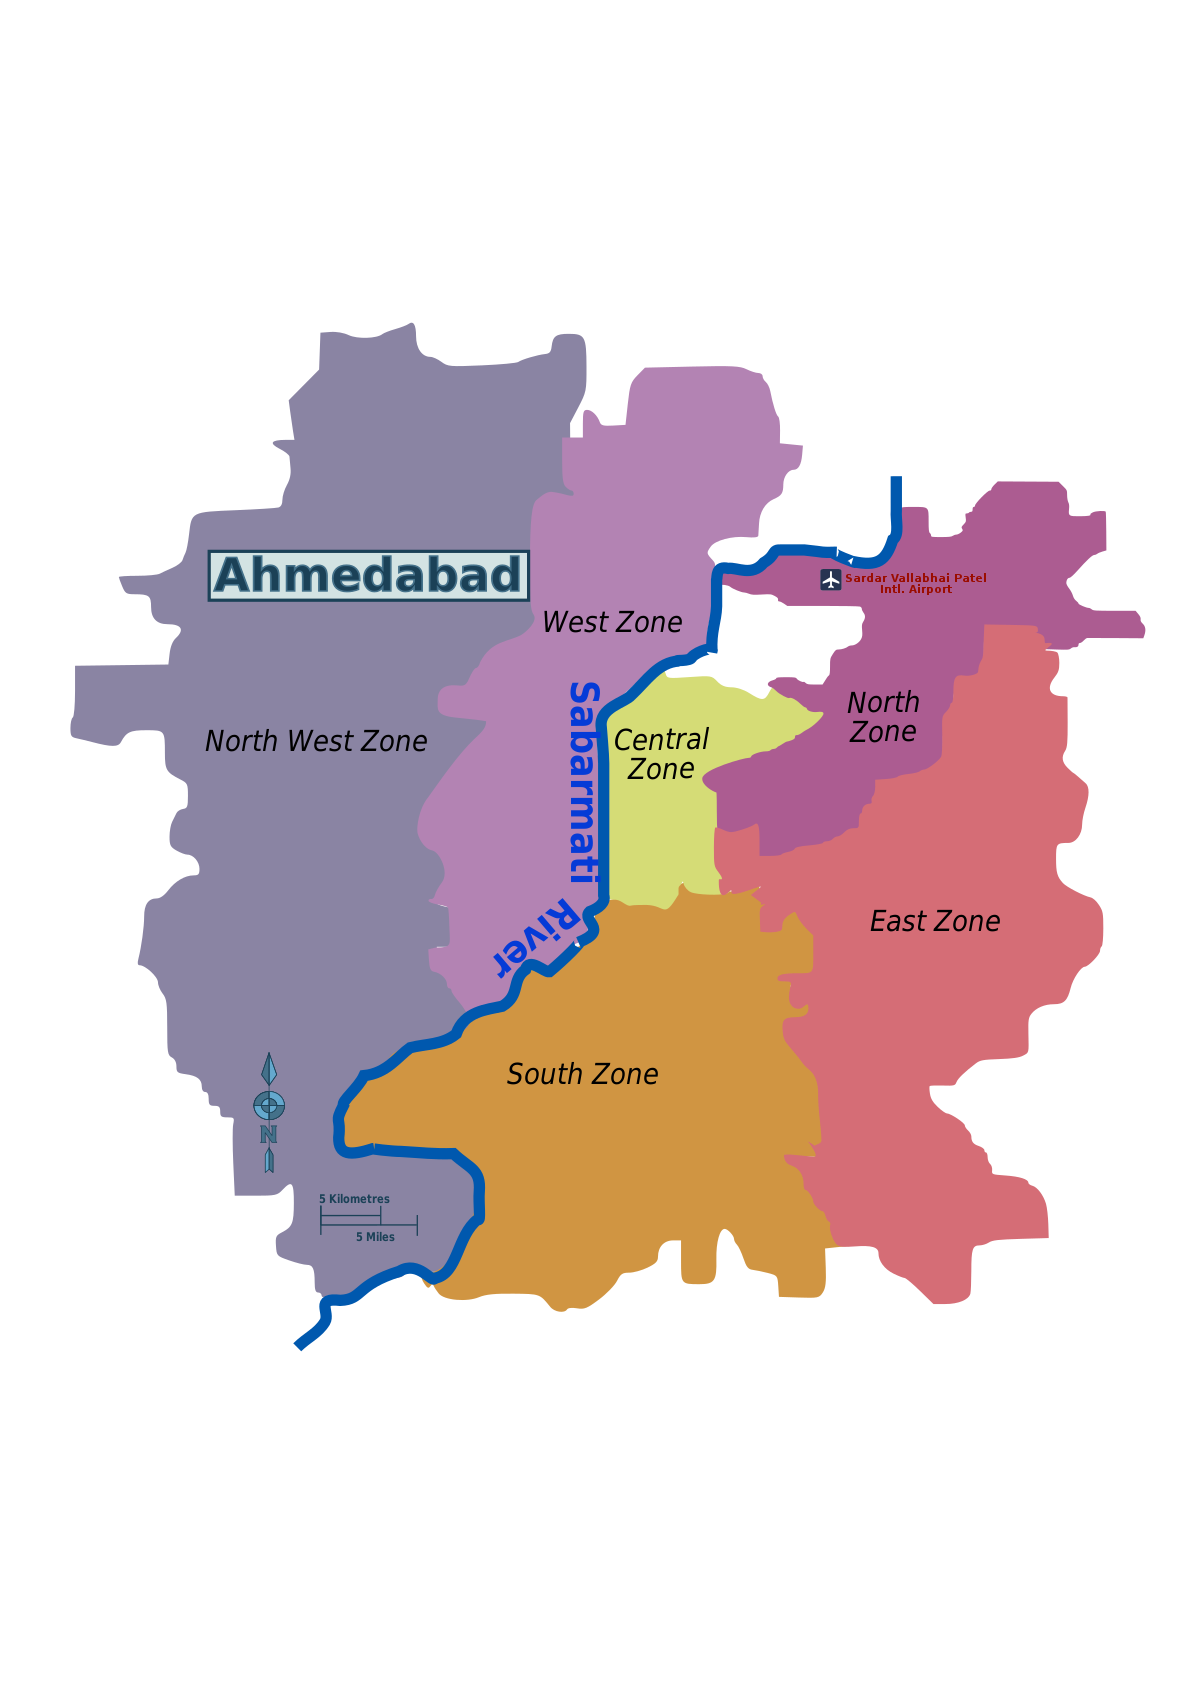 Ahmedabad
Sardar Vallabhai Patel
Intl. Airport
West Zone
North
Zone
North West Zone
Central
Zone
Sabarmati
River
East Zone
South Zone
N
5 Kilometres
5 Miles